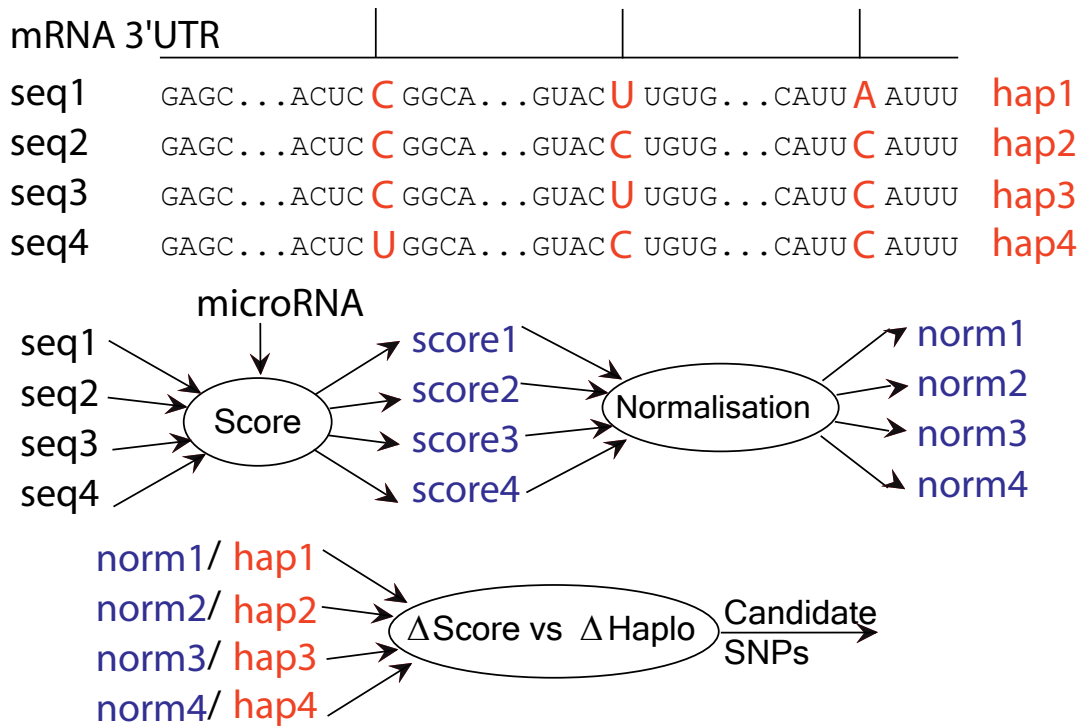 mRNA 3'UTR
seq1 GAGC...ACUC C GGCA...GUAC U UGUG...CAUU A AUUU hap1
seq2 GAGC...ACUC C GGCA...GUAC C UGUG...CAUU C AUUU hap2
seq3 GAGC...ACUC C GGCA...GUAC U UGUG...CAUU C AUUU hap3
seq4 GAGC...ACUC U GGCA...GUAC C UGUG...CAUU C AUUU hap4
microRNA
seq1 score1 norm1
seq2 score2 norm2
Score Normalisation
seq3 score3 norm3
seq4 score4 norm4
norm1/ hap1
norm2/ hap2
Δ Score vs Δ Haplo Candidate
SNPs
norm3/ hap3
norm4/ hap4